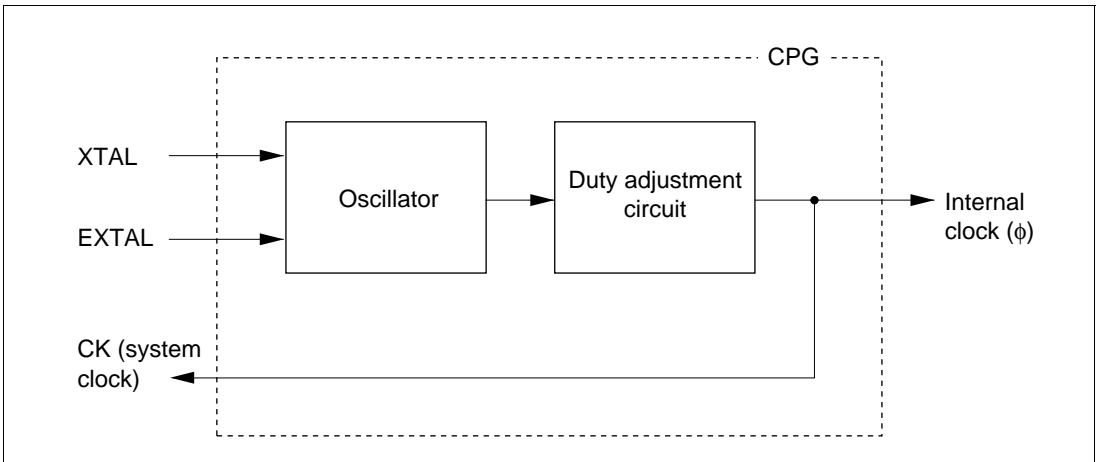 CPG
XTAL
EXTAL
Oscillator
Duty adjustment
circuit
Internal
clock (ϕ)
CK (system
clock)